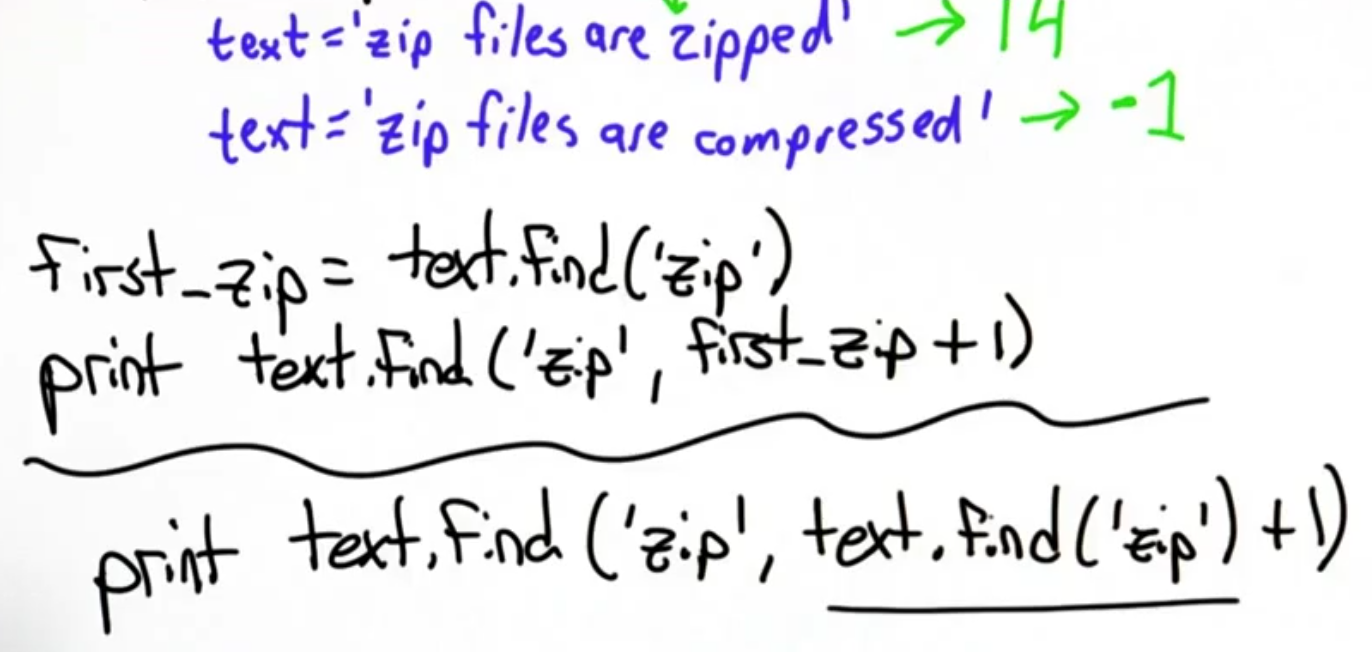 text='zip files are zipped' → 14
text='zip files are compressed' → -1
first_zip = text.find('zip')
print text.find('zip', first_zip + 1)
print text.find('zip', text.find('zip') + 1)